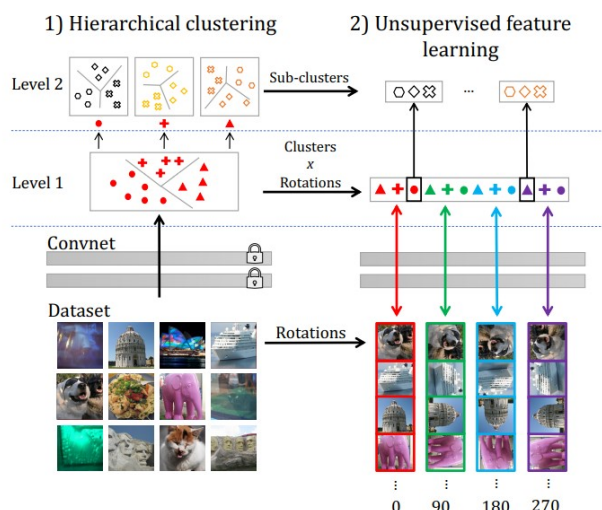 1) Hierarchical clustering
2) Unsupervised feature
learning
Level 2
Sub-clusters
...
Level 1
Clusters
x
Rotations
Convnet
Dataset
Rotations
0 90 180 270